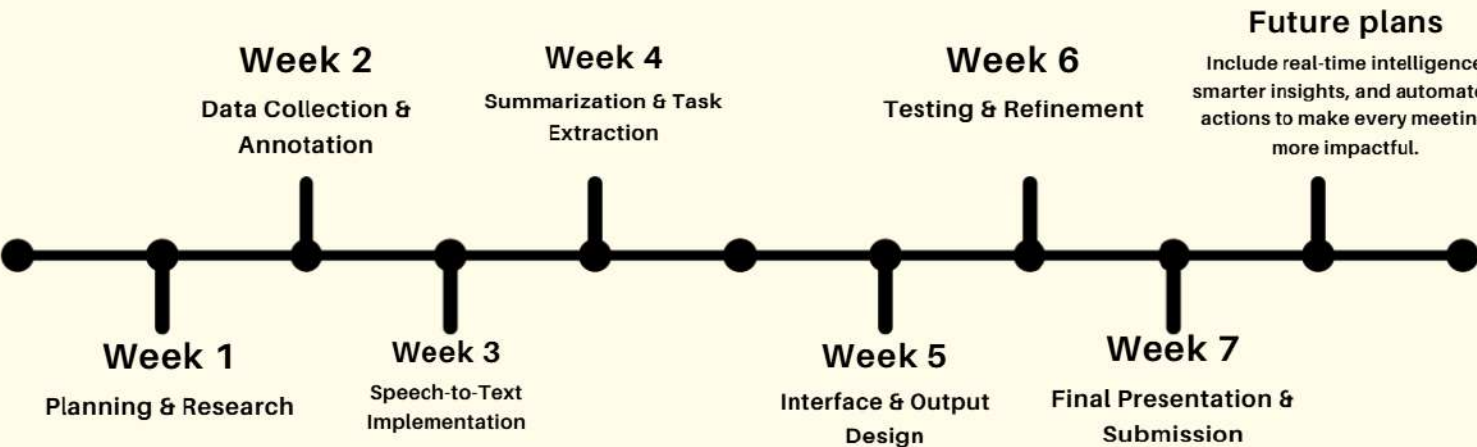 Week 1
Planning & Research
Week 2
Data Collection &
Annotation
Week 3
Speech-to-Text
Implementation
Week 4
Summarization & Task
Extraction
Week 5
Interface & Output
Design
Week 6
Testing & Refinement
Week 7
Final Presentation &
Submission
Future plans
Include real-time intelligence
smarter insights, and
actions to make every
more impactful.